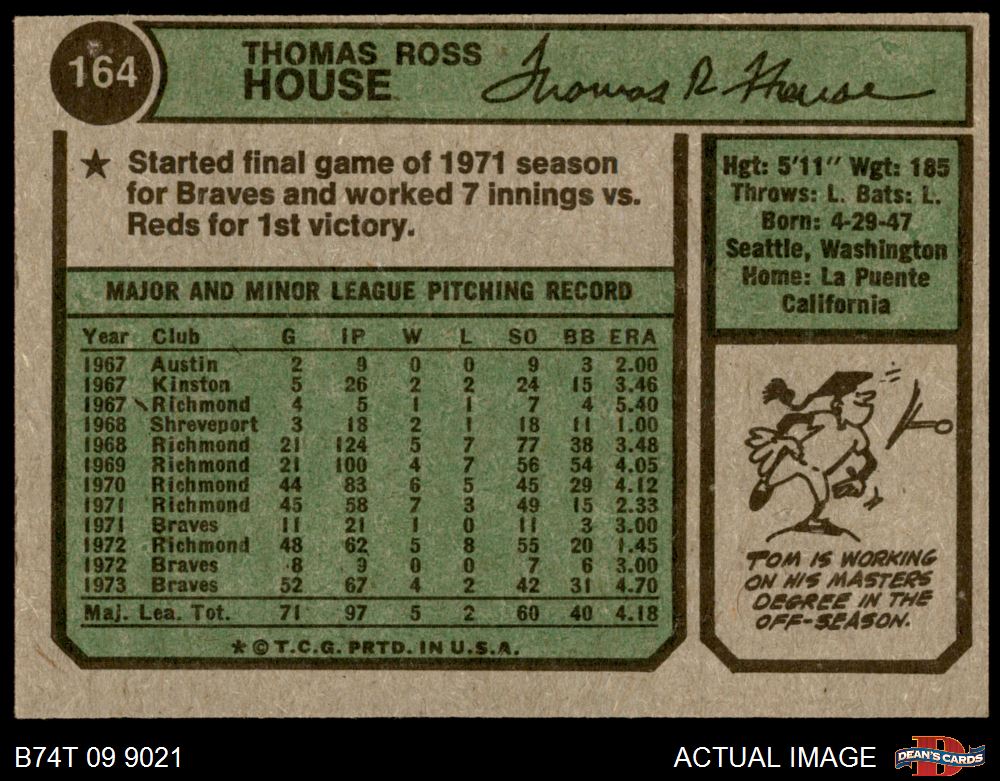 164
THOMAS ROSS
HOUSE
Thomas R House
★ Started final game of 1971 season
for Braves and worked 7 innings vs.
Reds for 1st victory.
Hgt: 5'11" Wgt: 185
Throws: L. Bats: L.
Born: 4-29-47
Seattle, Washington
Home: La Puente
California
MAJOR AND MINOR LEAGUE PITCHING RECORD
Year Club G IP W L SO BB ERA
1967 Austin 2 9 0 0 9 3 2.00
1967 Kinston 5 26 2 2 24 15 3.46
1967 Richmond 4 5 1 1 7 4 5.40
1968 Shreveport 3 18 2 1 18 11 1.00
1968 Richmond 21 124 5 7 77 38 3.48
1969 Richmond 21 100 4 7 56 54 4.05
1970 Richmond 44 83 6 5 45 29 4.12
1971 Richmond 45 58 7 3 49 15 2.33
1971 Braves 11 21 1 0 11 3 3.00
1972 Richmond 48 62 5 8 55 20 1.45
1972 Braves 8 9 0 0 7 6 3.00
1973 Braves 52 67 4 2 42 31 4.70
Maj. Lea. Tot. 71 97 5 2 60 40 4.18
* © T.C.G. PRTD. IN U.S.A.
TOM IS WORKING
ON HIS MASTERS
DEGREE IN THE
OFF-SEASON.
B74T 09 9021
ACTUAL IMAGE
D
DEAN'S CARDS